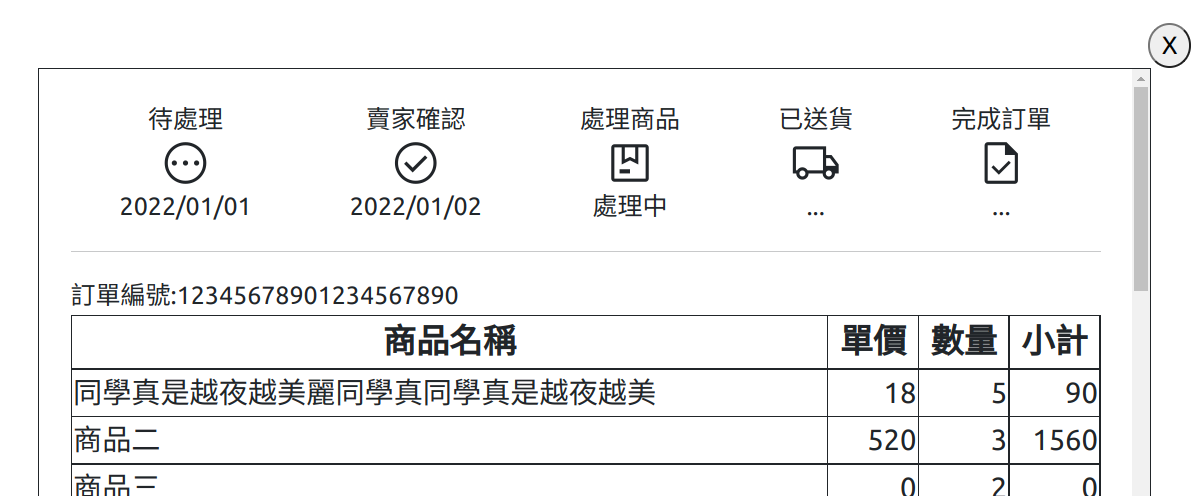 X
待處理 賣家確認 處理商品 已送貨 完成訂單
2022/01/01 2022/01/02 處理中 ... ...
訂單編號:12345678901234567890
商品名稱 單價 數量 小計
同學真是越夜越美麗同學真同學真是越夜越美 18 5 90
商品二 520 3 1560
商品三 0 2 0